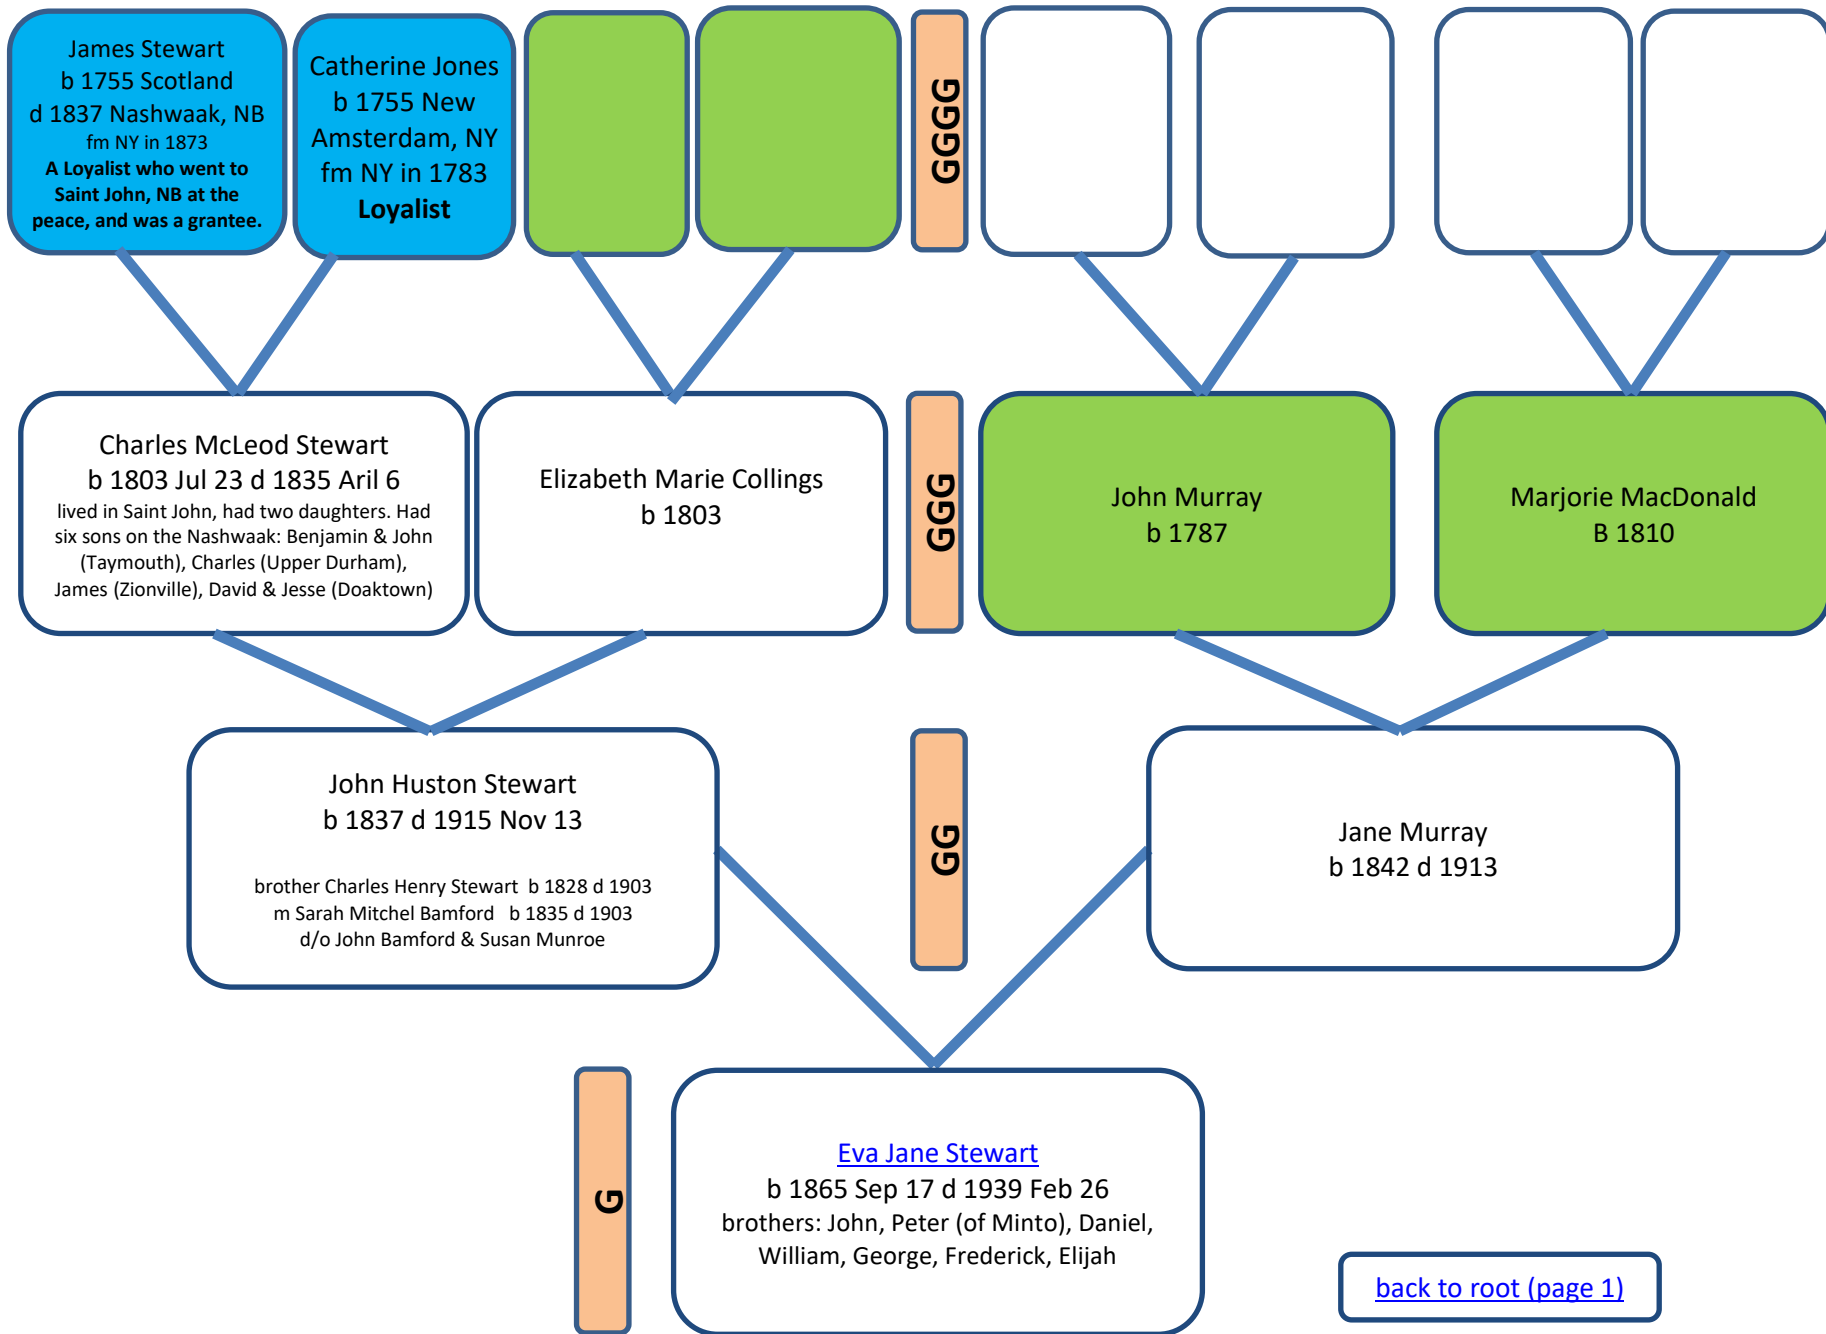 James Stewart
b 1755 Scotland
d 1837 Nashwaak, NB
fm NY in 1873
A Loyalist who went to
Saint John, NB at the
peace, and was a grantee.
Catherine Jones
b 1755 New
Amsterdam, NY
fm NY in 1783
Loyalist
GGGG
Charles McLeod Stewart
b 1803 Jul 23 d 1835 Aril 6
lived in Saint John, had two daughters. Had
six sons on the Nashwaak: Benjamin & John
(Taymouth), Charles (Upper Durham),
James (Zionville), David & Jesse (Doaktown)
Elizabeth Marie Collings
b 1803
GGG
John Murray
b 1787
Marjorie MacDonald
B 1810
John Huston Stewart
b 1837 d 1915 Nov 13
brother Charles Henry Stewart b 1828 d 1903
m Sarah Mitchel Bamford b 1835 d 1903
d/o John Bamford & Susan Munroe
GG
Jane Murray
b 1842 d 1913
G
Eva Jane Stewart
b 1865 Sep 17 d 1939 Feb 26
brothers: John, Peter (of Minto), Daniel,
William, George, Frederick, Elijah
back to root (page 1)